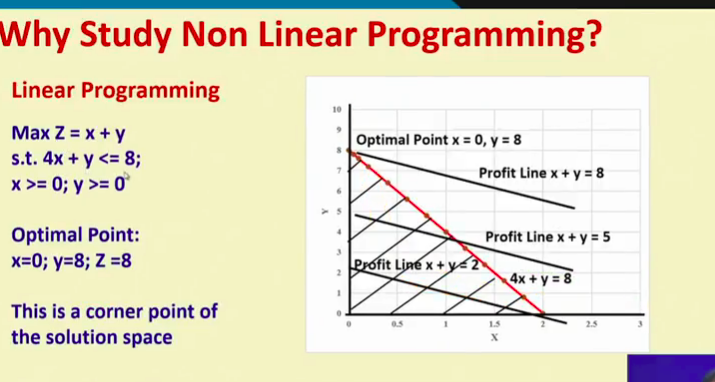 Why Study Non Linear Programming?
Linear Programming
Max Z = x + y
s.t. 4x + y <= 8;
x >= 0; y >= 0
Optimal Point:
x=0; y=8; Z =8
This is a corner point of
the solution space
10
9
Optimal Point x = 0, y = 8
8
7
Profit Line x + y = 8
6
5
Y
4
Profit Line x + y = 5
3
2
Profit Line x + y = 2
4x + y = 8
1
0
0
0.5
1
1.5
2
2.5
3
X